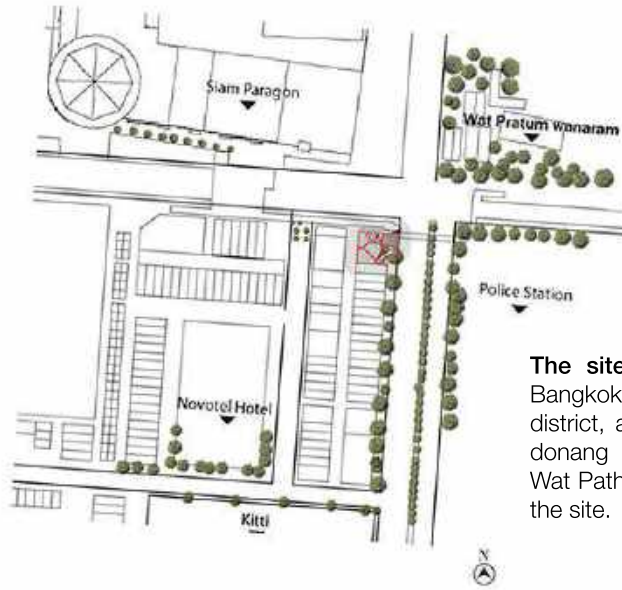 Siam Paragon
Wat Pratum wanaram
Police Station
Novotel Hotel
Kitti
The site
Bangkok
district, a
donang
Wat Path
the site.
N